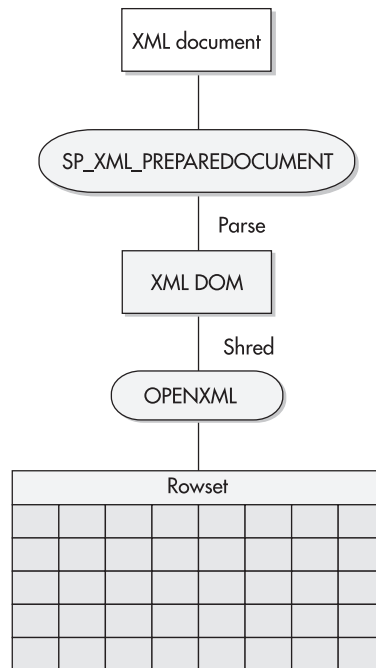 XML document
SP_XML_PREPAREDOCUMENT
Parse
XML DOM
Shred
OPENXML
Rowset